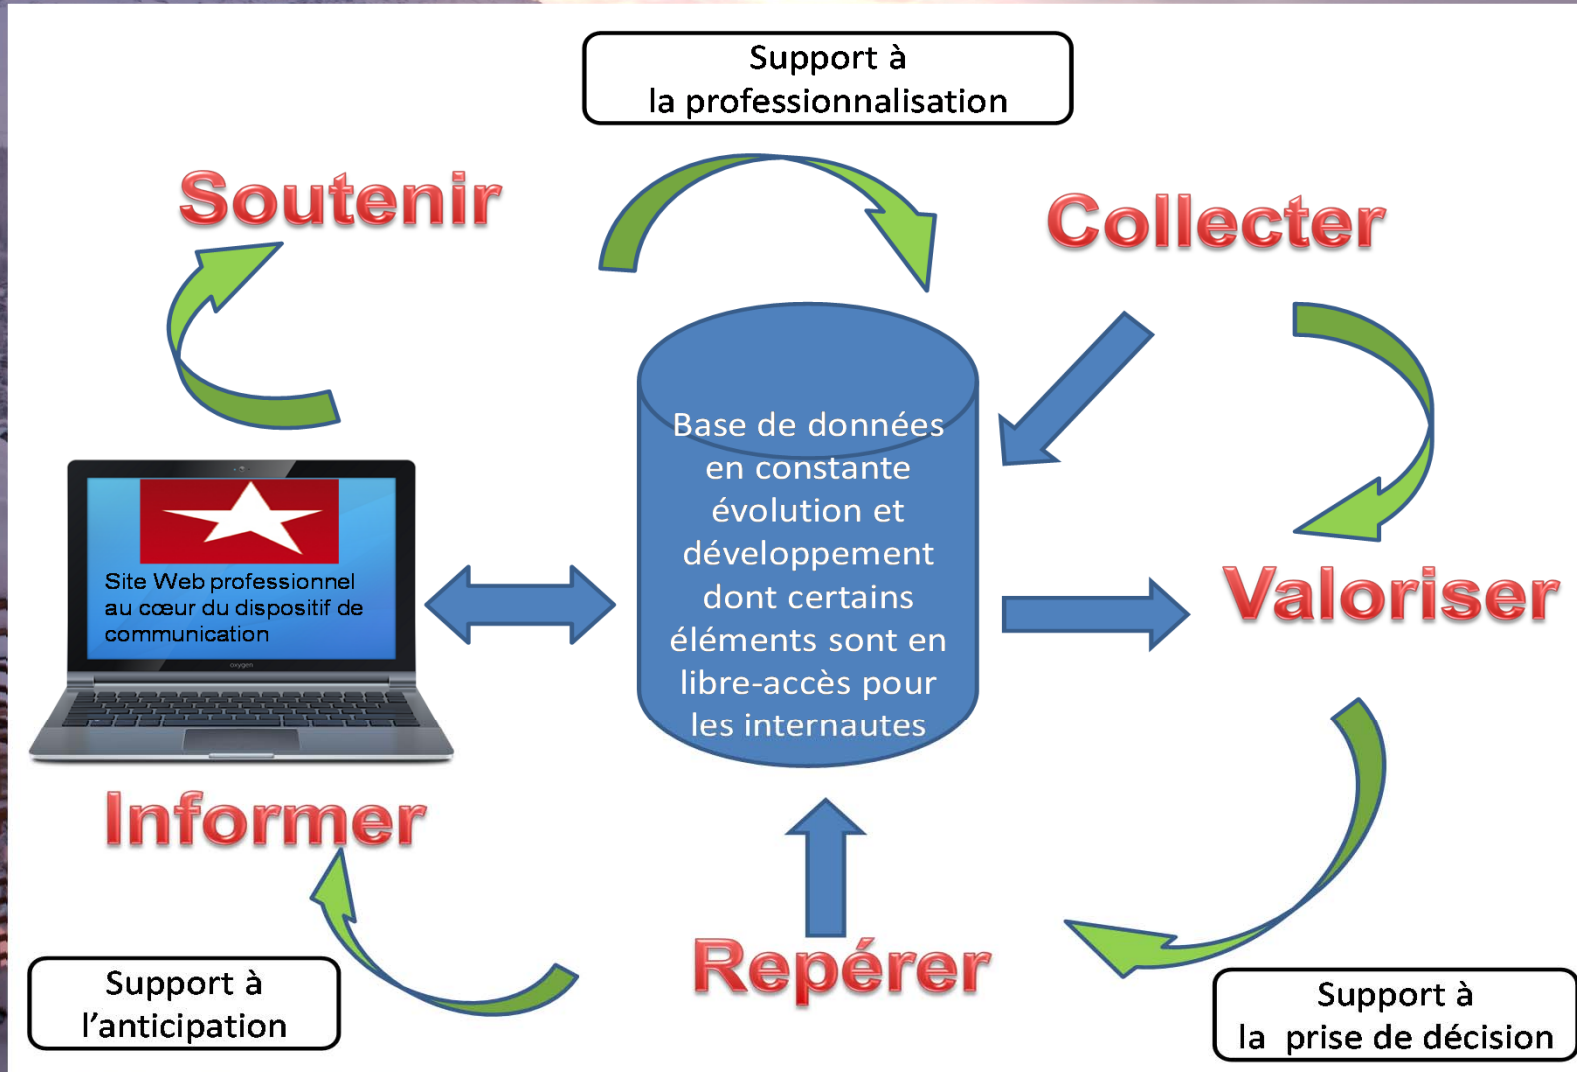 Support à
la professionnalisation
Soutenir
Collecter
Base de données
en constante
évolution et
développement
dont certains
éléments sont en
libre-accès pour
les internautes
Site Web professionnel
au cœur du dispositif de
communication
oxygen
Valoriser
Informer
Repérer
Support à
l’anticipation
Support à
la prise de décision